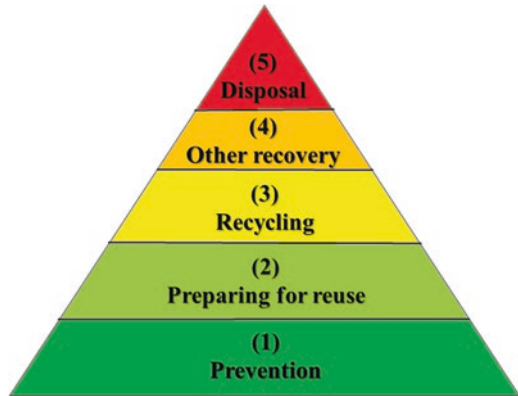 (5)
Disposal
(4)
Other recovery
(3)
Recycling
(2)
Preparing for reuse
(1)
Prevention